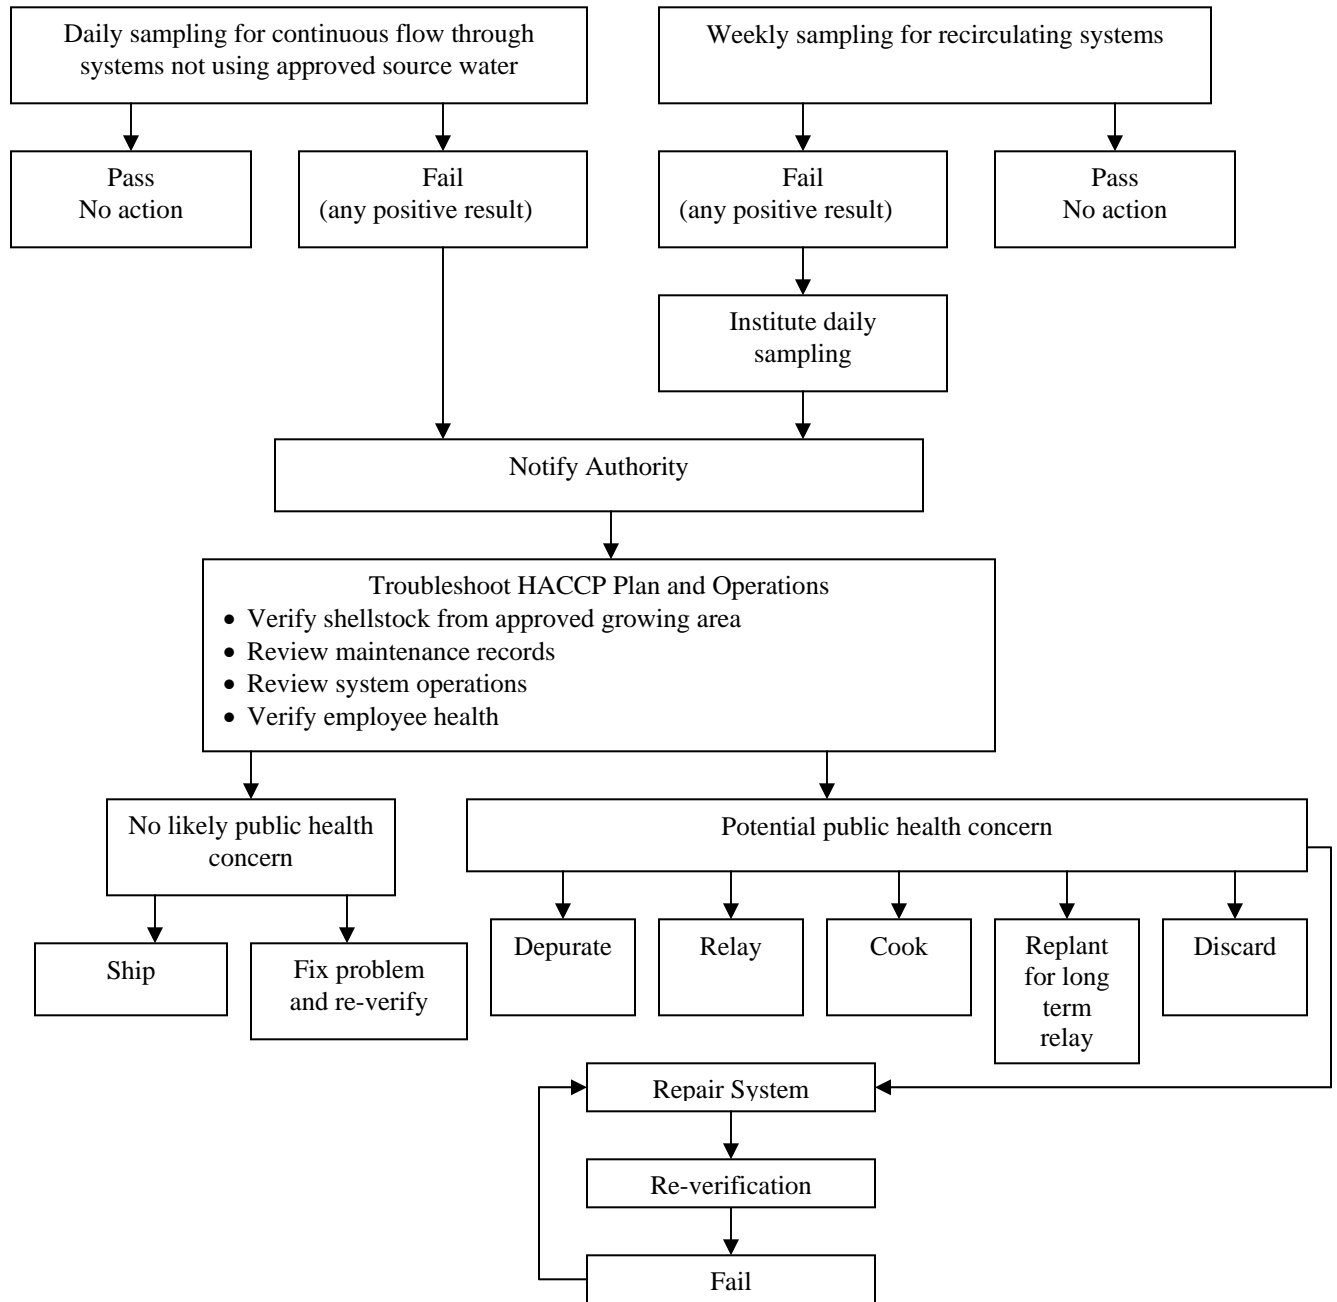 Daily sampling for continuous flow through
systems not using approved source water
Weekly sampling for recirculating systems
Pass
No action
Fail
(any positive result)
Fail
(any positive result)
Pass
No action
Institute daily
sampling
Notify Authority
Troubleshoot HACCP Plan and Operations
• Verify shellstock from approved growing area
• Review maintenance records
• Review system operations
• Verify employee health
No likely public health
concern
Potential public health concern
Ship
Fix problem
and re-verify
Depurate
Relay
Cook
Replant
for long
term
relay
Discard
Repair System
Re-verification
Fail